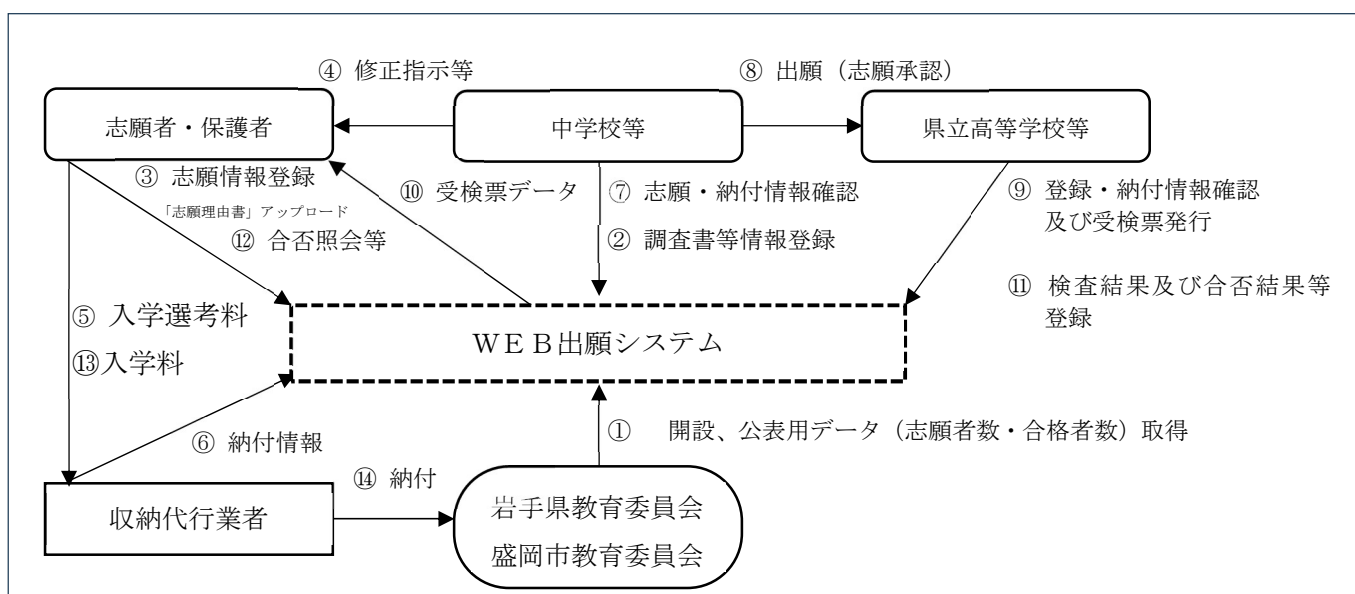 ④ 修正指示等
⑧ 出願（志願承認）
志願者・保護者
中学校等
県立高等学校等
③ 志願情報登録
「志願理由書」アップロード
⑫ 合否照会等
⑩ 受検票データ
⑦ 志願・納付情報確認
② 調査書等情報登録
⑨ 登録・納付情報確認
及び受検票発行
⑪ 検査結果及び合否結果等
登録
⑤ 入学選考料
⑬入学料
ＷＥＢ出願システム
⑥ 納付情報
① 開設、公表用データ（志願者数・合格者数）取得
⑭ 納付
収納代行業者
岩手県教育委員会
盛岡市教育委員会